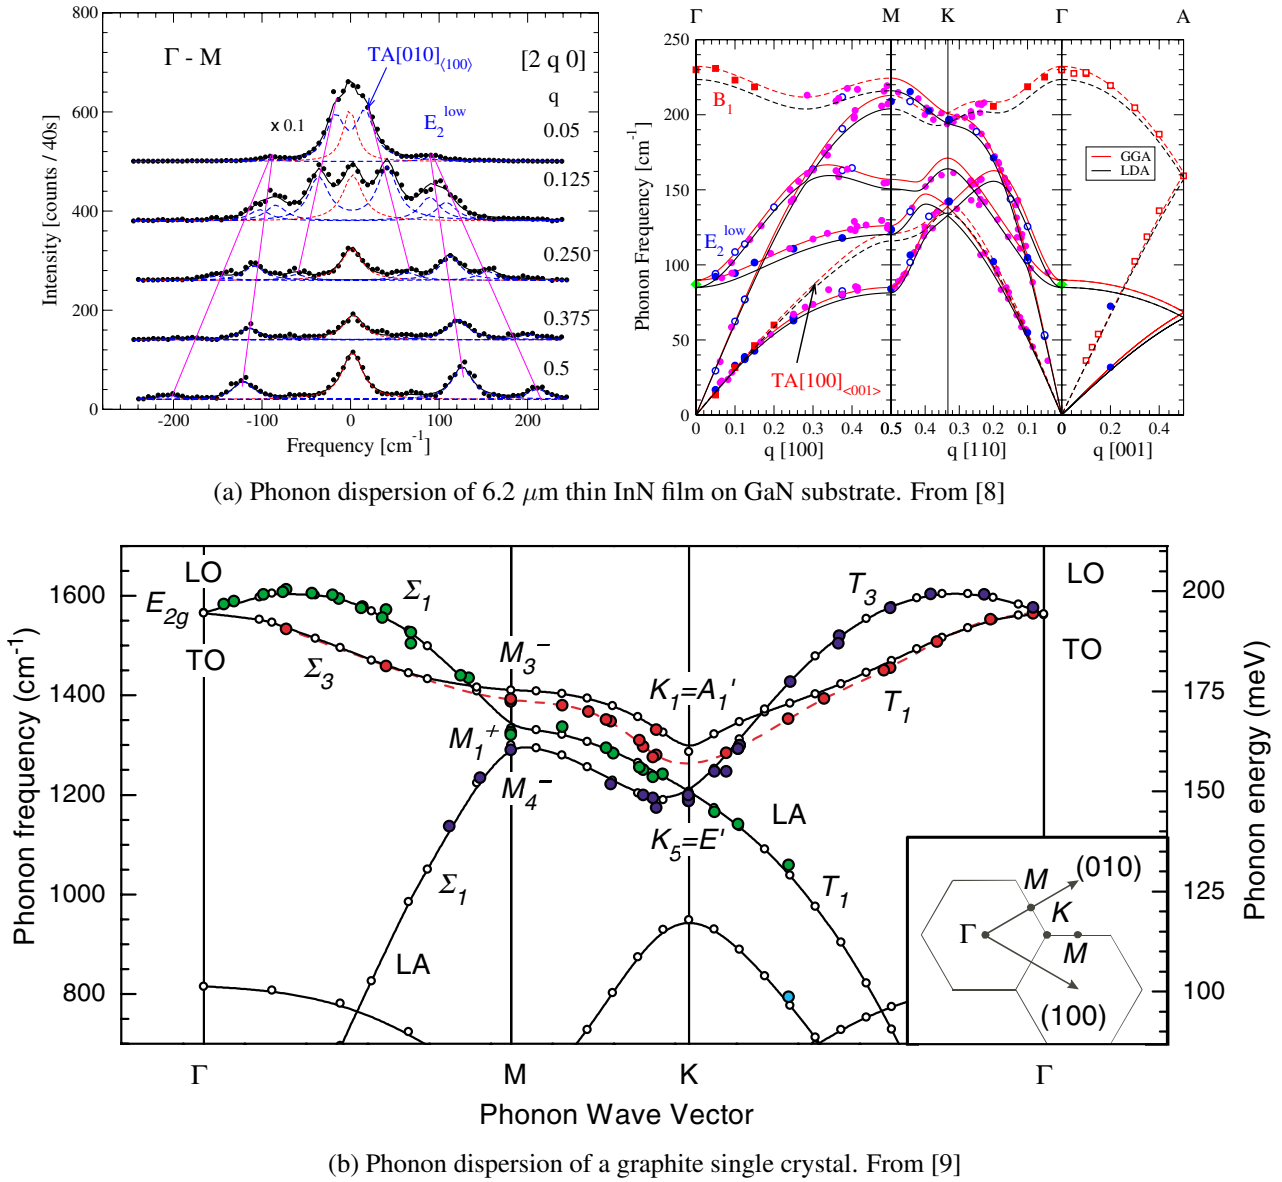 800
600
400
200
0
Intensity [counts / 40s]
Γ - M
TA[010]⟨100⟩
[2 q 0]
q
E₂^low
x 0.1
0.05
0.125
0.250
0.375
0.5
-200 -100 0 100 200
Frequency [cm⁻¹]
Γ M K Γ A
250
200
150
100
50
0
Phonon Frequency [cm⁻¹]
B₁
GGA
LDA
E₂^low
TA[100]<001>
0 0.1 0.2 0.3 0.4 0.5 0.3 0.2 0.1 0 0.2 0.4
q [100] q [110] q [001]
(a) Phonon dispersion of 6.2 μm thin InN film on GaN substrate. From [8]
1600
1400
1200
1000
800
Phonon frequency (cm⁻¹)
LO
E₂g
TO
Σ₁
Σ₃
M₃⁻
M₁⁺
M₄⁻
K₁=A₁'
K₅=E'
T₃
T₁
LO
TO
LA
T₁
Σ₁
LA
200
175
150
125
100
Phonon energy (meV)
M (010)
K
Γ
M
(100)
Γ M K Γ
Phonon Wave Vector
(b) Phonon dispersion of a graphite single crystal. From [9]